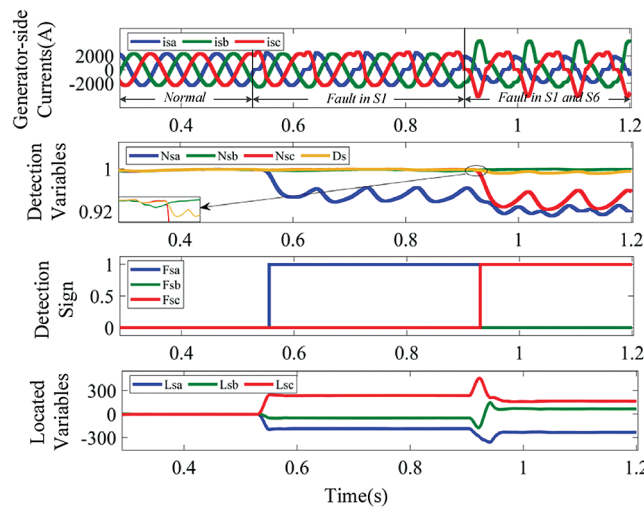 Generator-side
Currents(A)
isa isb isc
2000
0
-2000
Normal
Fault in S1
Fault in S1 and S6
0.4 0.6 0.8 1 1.2
Detection
Variables
Nsa Nsb Nsc Ds
1
0.92
0.4 0.6 0.8 1 1.2
Detection
Sign
Fsa
Fsb
Fsc
1
0.5
0
0.4 0.6 0.8 1 1.2
Located
Variables
Lsa Lsb Lsc
300
0
-300
0.4 0.6 0.8 1 1.2
Time(s)